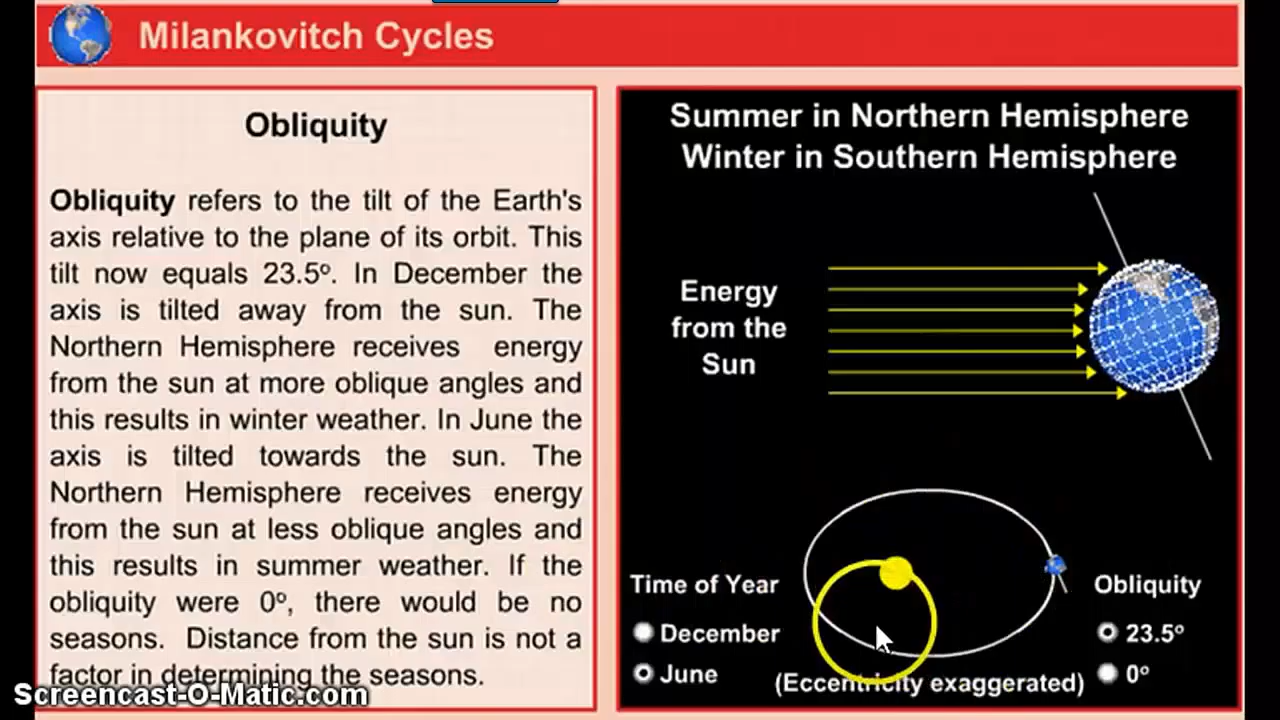 Milankovitch Cycles
Obliquity
Obliquity refers to the tilt of the Earth's
axis relative to the plane of its orbit. This
tilt now equals 23.5º. In December the
axis is tilted away from the sun. The
Northern Hemisphere receives energy
from the sun at more oblique angles and
this results in winter weather. In June the
axis is tilted towards the sun. The
Northern Hemisphere receives energy
from the sun at less oblique angles and
this results in summer weather. If the
obliquity were 0º, there would be no
seasons. Distance from the sun is not a
factor in determining the seasons.
Summer in Northern Hemisphere
Winter in Southern Hemisphere
Energy
from the
Sun
Time of Year
December
June
(Eccentricity exaggerated)
Obliquity
23.5º
0º
Screencast-O-Matic.com